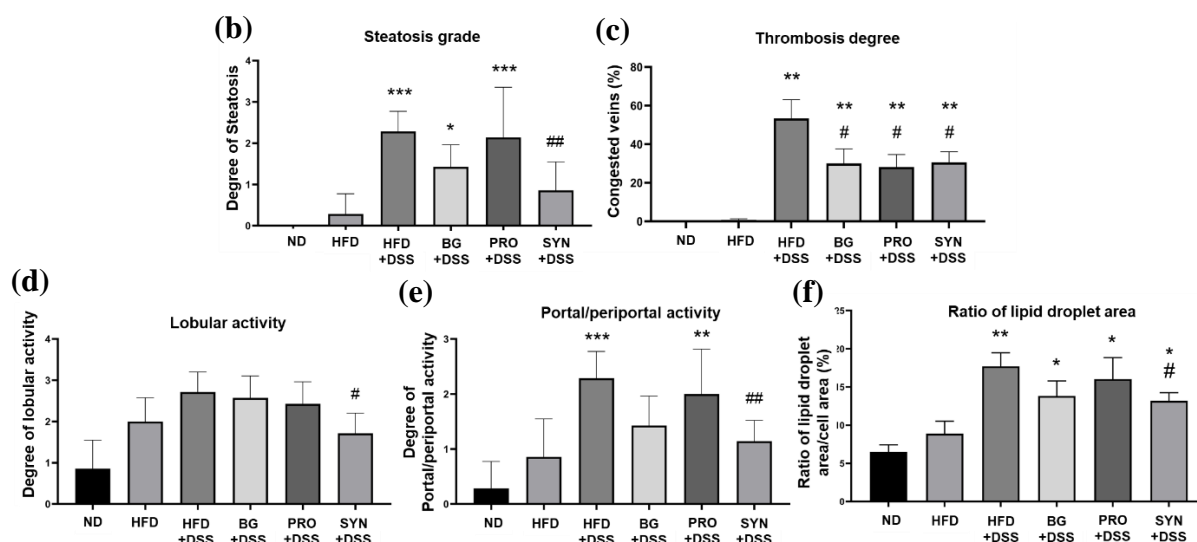 (b)
Steatosis grade
Degree of Steatosis
4
3
2
1
0
***
*
***
##
ND HFD HFD BG PRO SYN
+DSS +DSS +DSS +DSS
(c)
Thrombosis degree
Congested veins (%)
80
60
40
20
0
** ** ** **
# # #
ND HFD HFD BG PRO SYN
+DSS +DSS +DSS +DSS
(d)
Lobular activity
Degree of lobular activity
4
3
2
1
0
#
ND HFD HFD BG PRO SYN
+DSS +DSS +DSS +DSS
(e)
Portal/periportal activity
Degree of
Portal/periportal activity
3
2
1
0
***
**
##
ND HFD HFD BG PRO SYN
+DSS +DSS +DSS +DSS
(f)
Ratio of lipid droplet area
Ratio of lipid droplet
area/cell area (%)
25
20
15
10
5
0
**
*
*
*
#
ND HFD HFD BG PRO SYN
+DSS +DSS +DSS +DSS